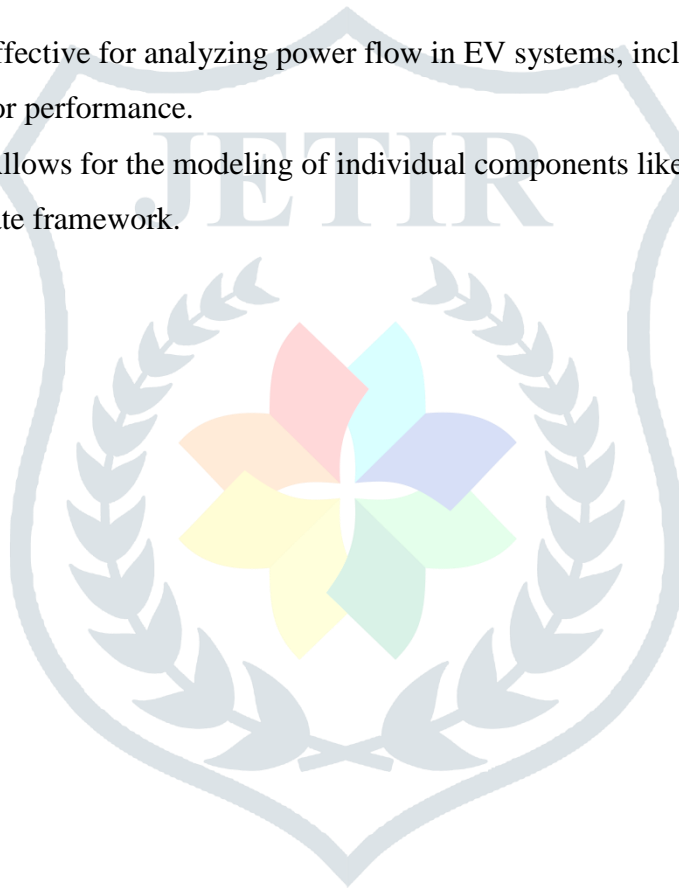 ffective for analyzing power flow in EV systems, incl
or performance.
llows for the modeling of individual components like
te framework.
JETIR